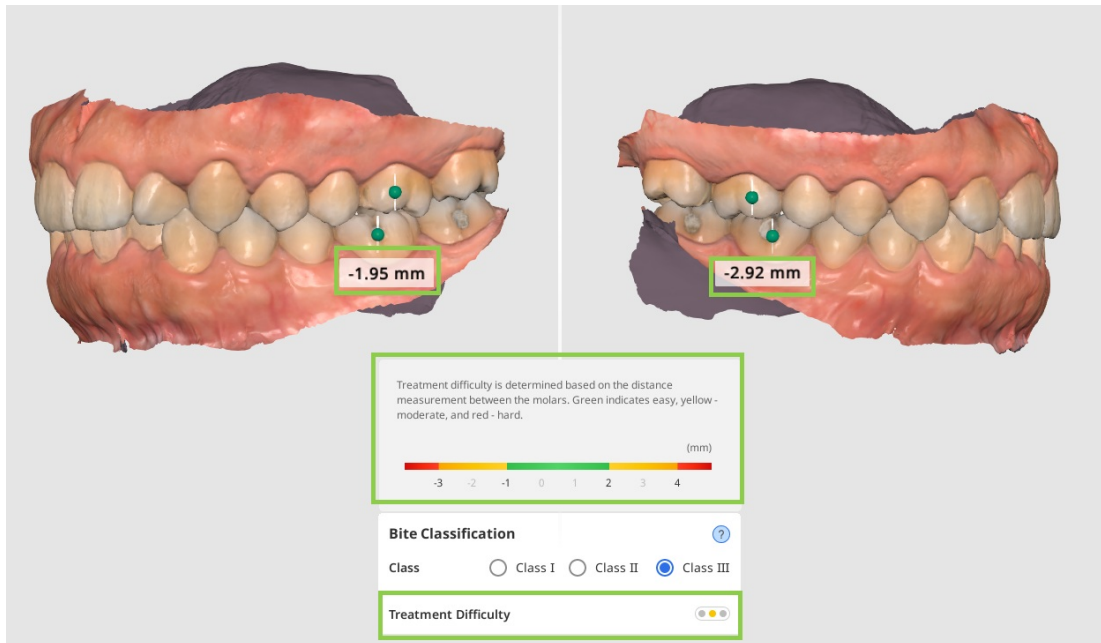 -1.95 mm
-2.92 mm
Treatment difficulty is determined based on the distance
measurement between the molars. Green indicates easy, yellow -
moderate, and red - hard.
(mm)
-3 -2 -1 0 1 2 3 4
Bite Classification ?
Class Class I Class II Class III
Treatment Difficulty